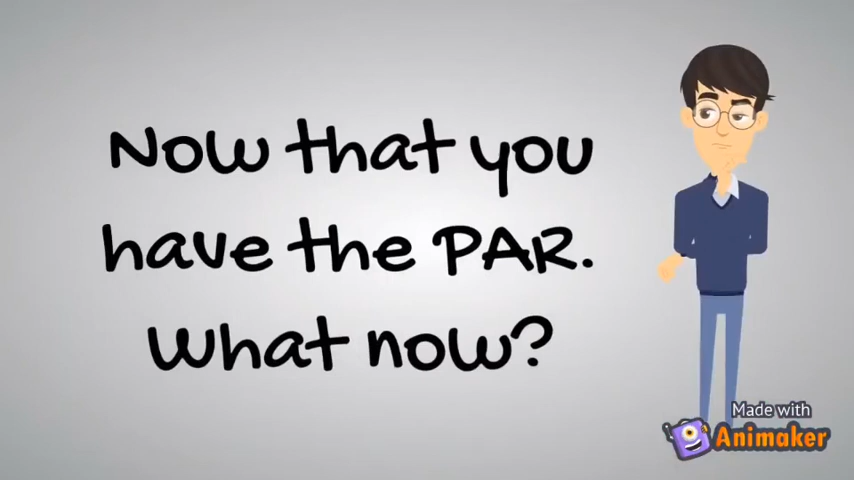 Now that you
have the PAR.
What now?
Made with
Animaker